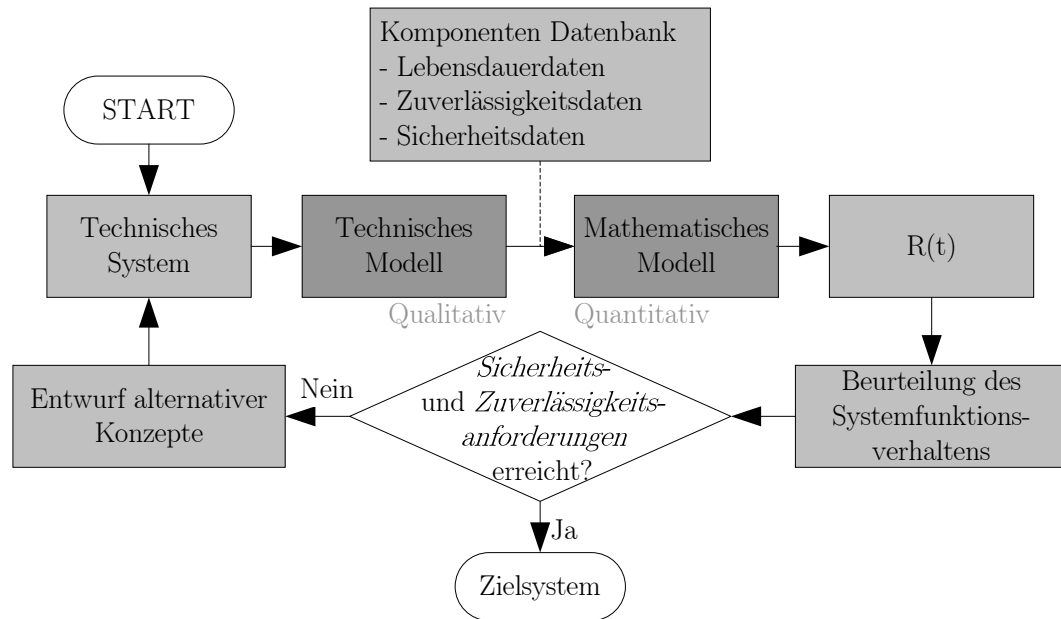 Komponenten Datenbank
- Lebensdauerdaten
- Zuverlässigkeitsdaten
- Sicherheitsdaten
START
Technisches
System
Technisches
Modell
Mathematisches
Modell
R(t)
Qualitativ
Quantitativ
Beurteilung des
Systemfunktions-
verhaltens
Sicherheits-
und Zuverlässigkeits-
anforderungen
erreicht?
Nein
Entwurf alternativer
Konzepte
Ja
Zielsystem